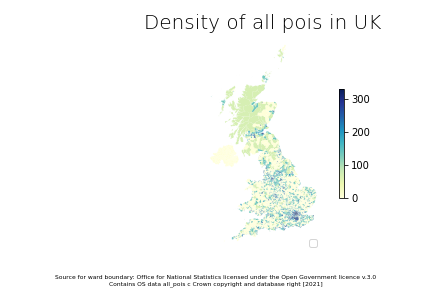 Density of all pois in UK
300
200
100
0
Source for ward boundary: Office for National Statistics licensed under the Open Government licence v.3.0
Contains OS data all_pois c Crown copyright and database right [2021]